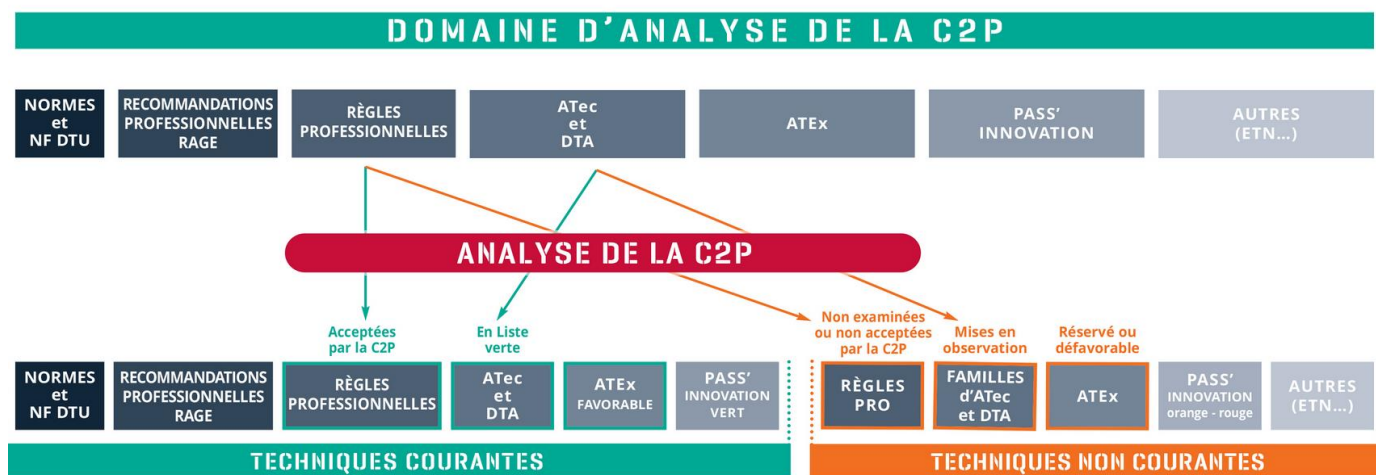 DOMAINE D'ANALYSE DE LA C2P
NORMES
et
NF DTU
RECOMMANDATIONS
PROFESSIONNELLES
RAGE
RÈGLES
PROFESSIONNELLES
ATec
et
DTA
ATEx
PASS'
INNOVATION
AUTRES
(ETN...)
ANALYSE DE LA C2P
Acceptées
par la C2P
En Liste
verte
Non examinées
ou non acceptées
par la C2P
Mises en
observation
Réservé ou
défavorable
NORMES
et
NF DTU
RECOMMANDATIONS
PROFESSIONNELLES
RAGE
RÈGLES
PROFESSIONNELLES
ATec
et
DTA
ATEx
FAVORABLE
PASS'
INNOVATION
VERT
RÈGLES
PRO
FAMILLES
d'ATec
et DTA
ATEx
PASS'
INNOVATION
orange - rouge
AUTRES
(ETN...)
TECHNIQUES COURANTES
TECHNIQUES NON COURANTES